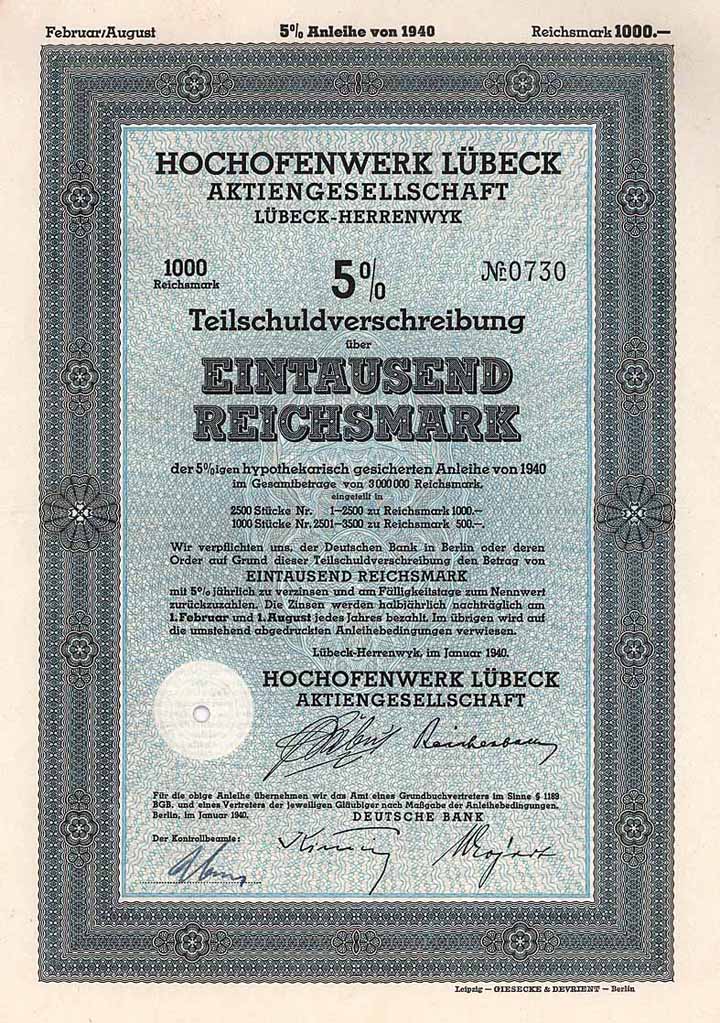 Februar/August 5% Anleihe von 1940 Reichsmark 1000.—
HOCHOFENWERK LÜBECK
AKTIENGESELLSCHAFT
LÜBECK-HERRENWYK
1000 5% № 0730
Reichsmark
Teilschuldverschreibung
über
EINTAUSEND
REICHSMARK
der 5%igen hypothekarisch gesicherten Anleihe von 1940
im Gesamtbetrage von 3 000 000 Reichsmark,
eingeteilt in
2500 Stücke Nr. 1—2500 zu Reichsmark 1000.—
1000 Stücke Nr. 2501—3500 zu Reichsmark 500.—.
Wir verpflichten uns, der Deutschen Bank in Berlin oder deren
Order auf Grund dieser Teilschuldverschreibung den Betrag von
EINTAUSEND REICHSMARK
mit 5% jährlich zu verzinsen und am Fälligkeitstage zum Nennwert
zurückzuzahlen. Die Zinsen werden halbjährlich nachträglich am
1. Februar und 1. August jedes Jahres bezahlt. Im übrigen wird auf
die umstehend abgedruckten Anleihebedingungen verwiesen.
Lübeck-Herrenwyk, im Januar 1940.
HOCHOFENWERK LÜBECK
AKTIENGESELLSCHAFT
Für die obige Anleihe übernehmen wir das Amt eines Grundbuchvertreters im Sinne § 1189
BGB. und eines Vertreters der jeweiligen Gläubiger nach Maßgabe der Anleihebedingungen.
Berlin, im Januar 1940. DEUTSCHE BANK
Der Kontrollbeamte:
Leipzig — GIESECKE & DEVRIENT — Berlin